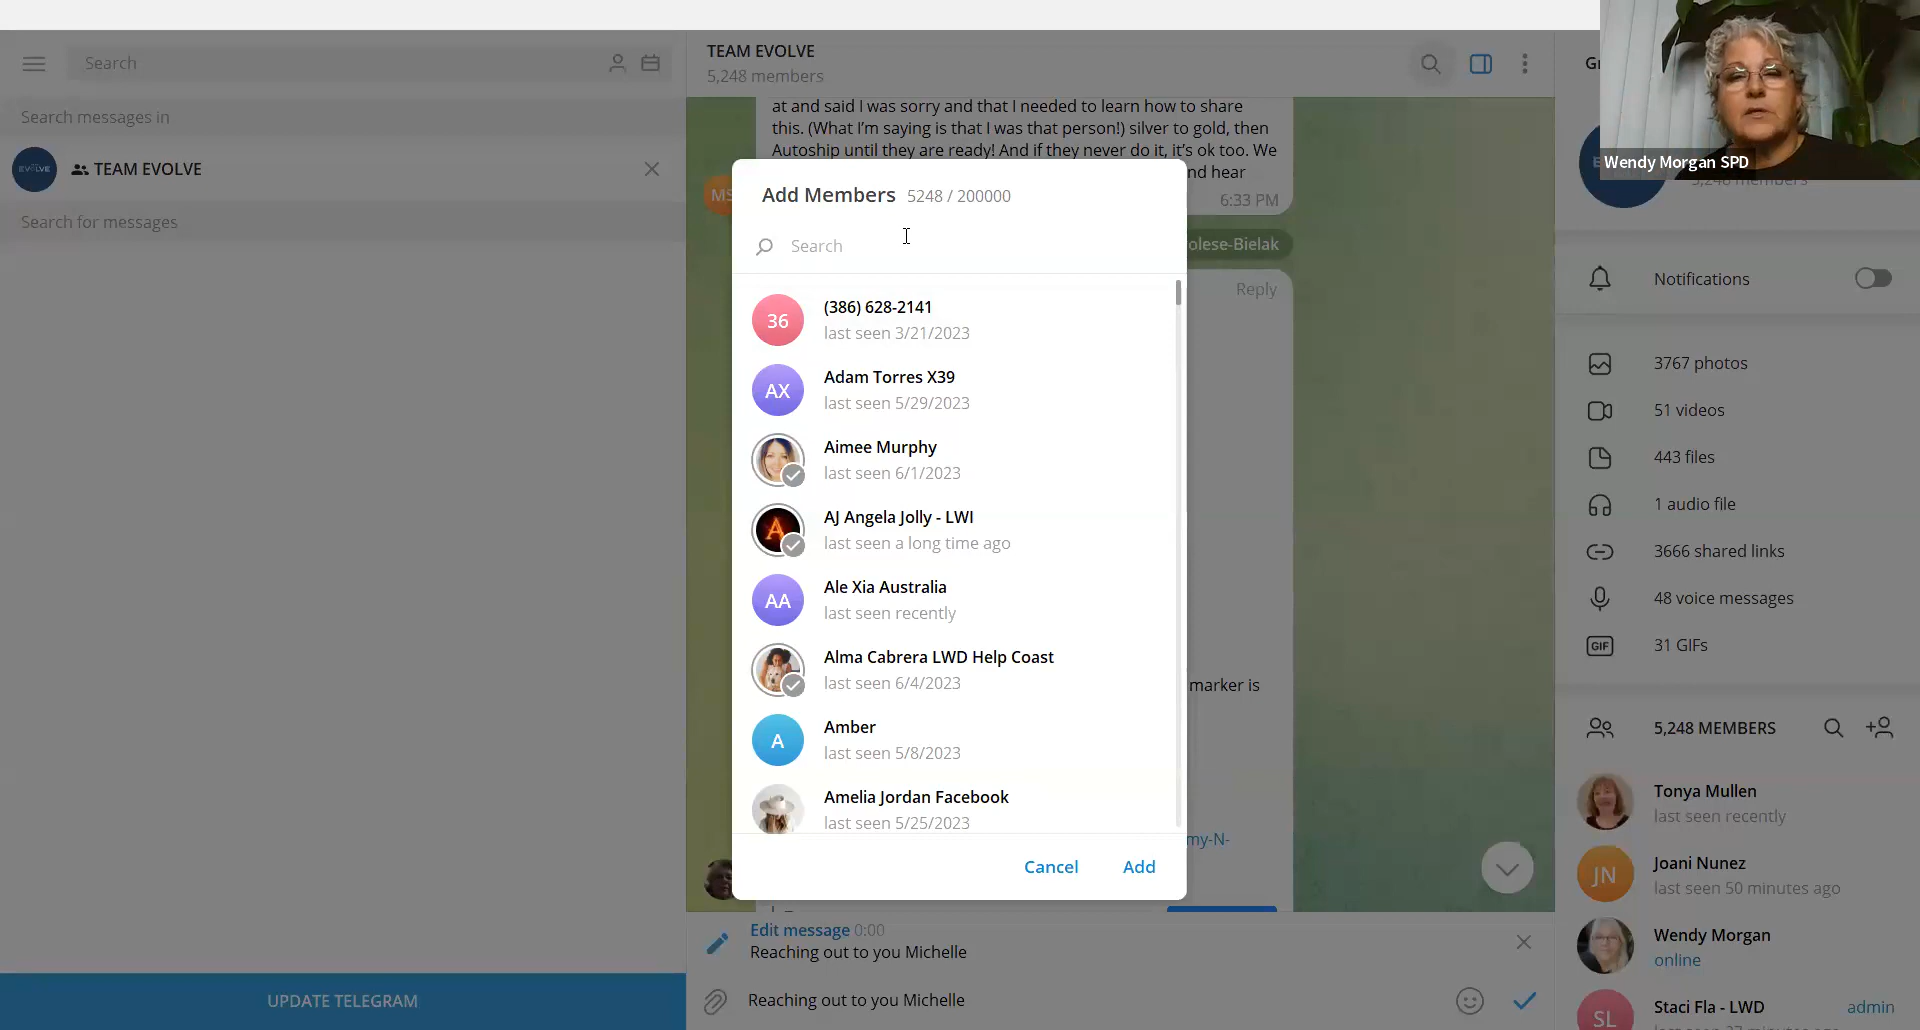 Search
Search messages in
TEAM EVOLVE
Search for messages
UPDATE TELEGRAM
TEAM EVOLVE
5,248 members
at and said I was sorry and that I needed to learn how to share
this. (What I'm saying is that I was that person!) silver to gold, then
Autoship until they are ready! And if they never do it, it's ok too. We
nd hear
6:33 PM
MS
olese-Bielak
Reply
marker is
my-N-
Add Members 5248 / 200000
Search
36
(386) 628-2141
last seen 3/21/2023
AX
Adam Torres X39
last seen 5/29/2023
Aimee Murphy
last seen 6/1/2023
A
AJ Angela Jolly - LWI
last seen a long time ago
AA
Ale Xia Australia
last seen recently
Alma Cabrera LWD Help Coast
last seen 6/4/2023
A
Amber
last seen 5/8/2023
Amelia Jordan Facebook
last seen 5/25/2023
Cancel Add
Edit message 0:00
Reaching out to you Michelle
Reaching out to you Michelle
Wendy Morgan SPD
5,248 members
Notifications
3767 photos
51 videos
443 files
1 audio file
3666 shared links
48 voice messages
GIF
31 GIFs
5,248 MEMBERS
Tonya Mullen
last seen recently
JN
Joani Nunez
last seen 50 minutes ago
Wendy Morgan
online
SL
Staci Fla - LWD admin